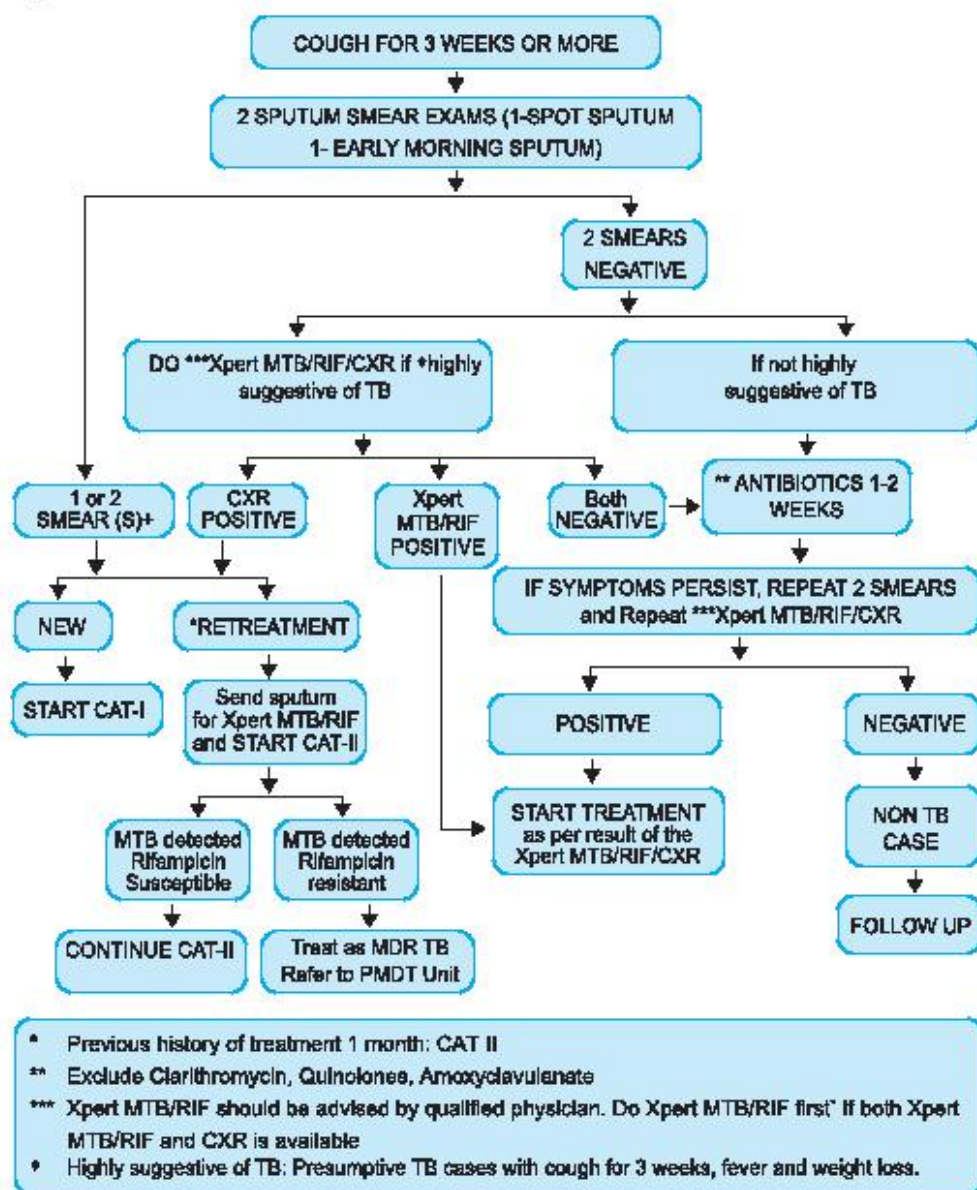 COUGH FOR 3 WEEKS OR MORE
2 SPUTUM SMEAR EXAMS (1-SPOT SPUTUM
1- EARLY MORNING SPUTUM)
2 SMEARS
NEGATIVE
DO ***Xpert MTB/RIF/CXR if ♦highly
suggestive of TB
If not highly
suggestive of TB
1 or 2
SMEAR (S)+
CXR
POSITIVE
Xpert
MTB/RIF
POSITIVE
Both
NEGATIVE
** ANTIBIOTICS 1-2
WEEKS
IF SYMPTOMS PERSIST, REPEAT 2 SMEARS
and Repeat ***Xpert MTB/RIF/CXR
NEW
*RETREATMENT
START CAT-I
Send sputum
for Xpert MTB/RIF
and START CAT-II
POSITIVE
NEGATIVE
MTB detected
Rifampicin
Susceptible
MTB detected
Rifampicin
resistant
START TREATMENT
as per result of the
Xpert MTB/RIF/CXR
NON TB
CASE
CONTINUE CAT-II
Treat as MDR TB
Refer to PMDT Unit
FOLLOW UP
* Previous history of treatment 1 month: CAT II
** Exclude Clarithromycin, Quinolones, Amoxyclavulanate
*** Xpert MTB/RIF should be advised by qualified physician. Do Xpert MTB/RIF first* if both Xpert
MTB/RIF and CXR is available
♦ Highly suggestive of TB: Presumptive TB cases with cough for 3 weeks, fever and weight loss.